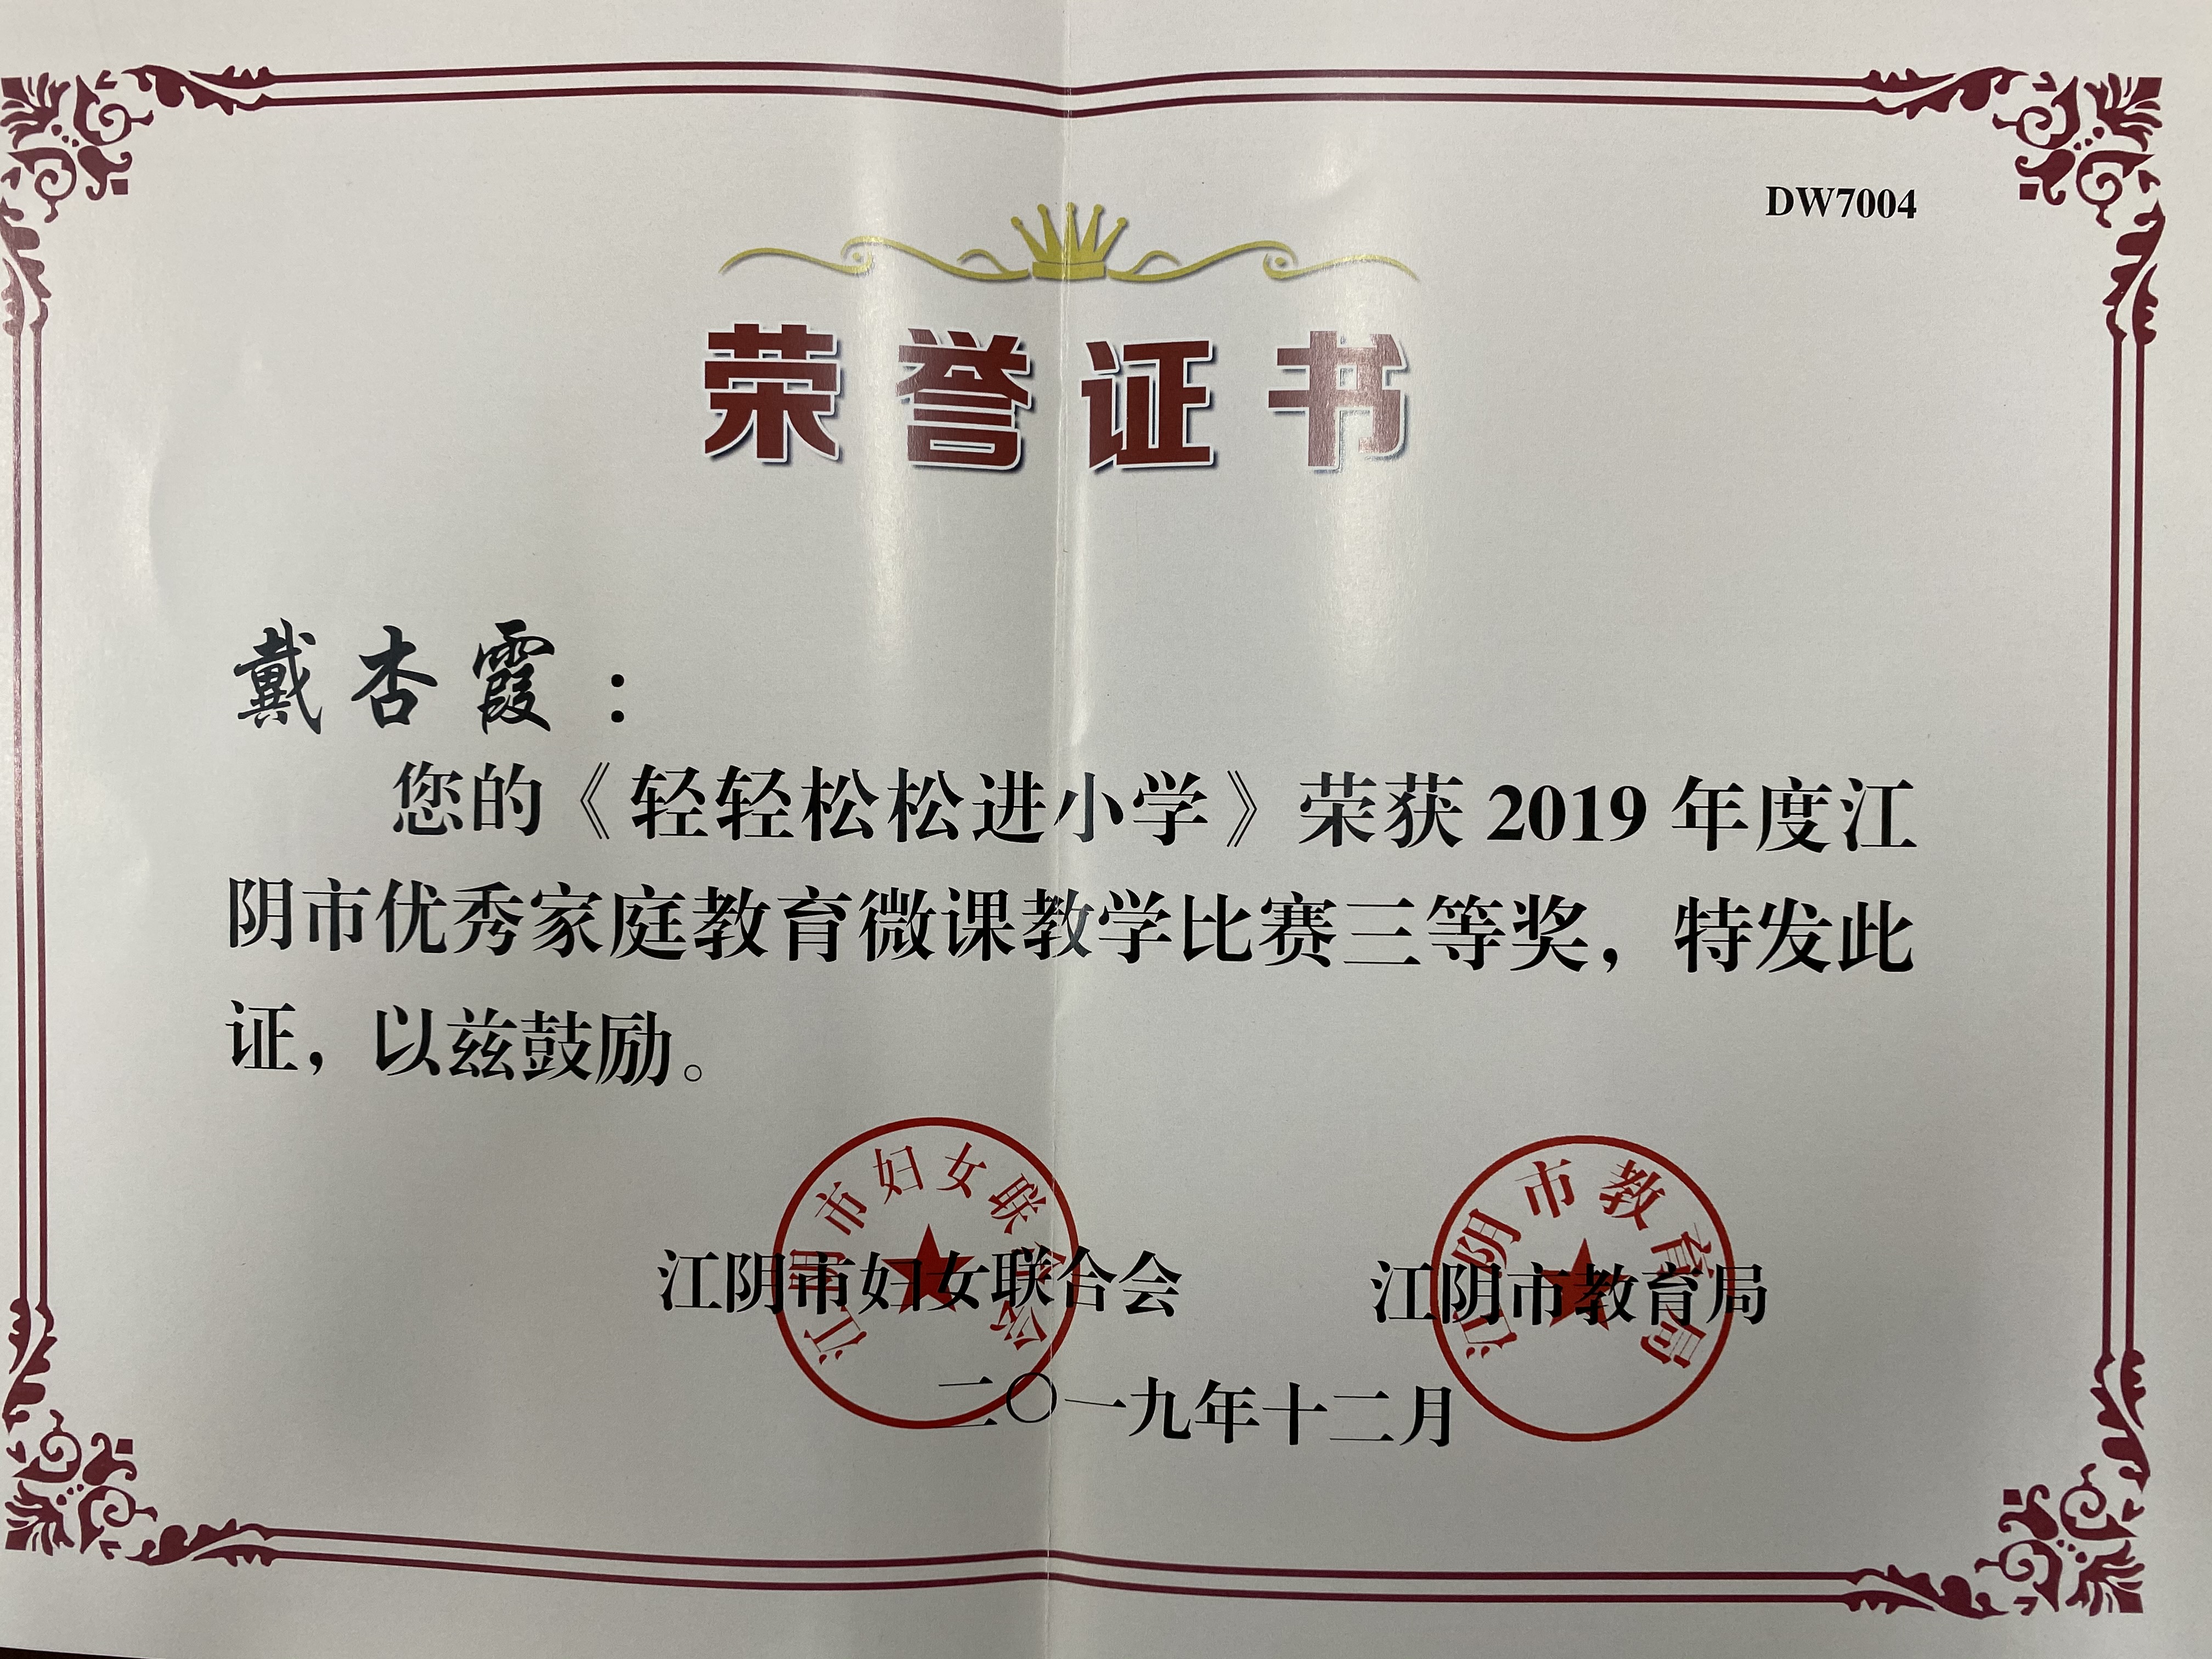 DW7004
荣誉证书
戴杏霞：
您的《轻轻松松进小学》荣获 2019 年度江
阴市优秀家庭教育微课教学比赛三等奖，特发此
证，以兹鼓励。
江阴市妇女联合会
江阴市教育局
江阴市妇女联合会 江阴市教育局
二〇一九年十二月